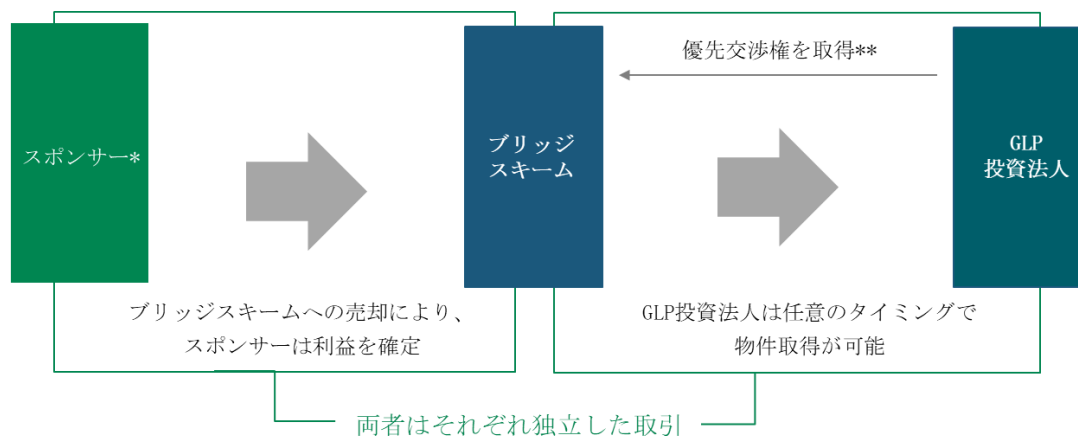 優先交渉権を取得**
スポンサー*
ブリッジ
スキーム
GLP
投資法人
ブリッジスキームへの売却により、
スポンサーは利益を確定
GLP投資法人は任意のタイミングで
物件取得が可能
両者はそれぞれ独立した取引